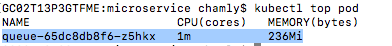 (GC02T13P3GTFME:microservice chamly$ kubectl top pod
NAME CPU(cores) MEMORY(bytes)
queue-65dc8db8f6-z5hkx 1m 236Mi